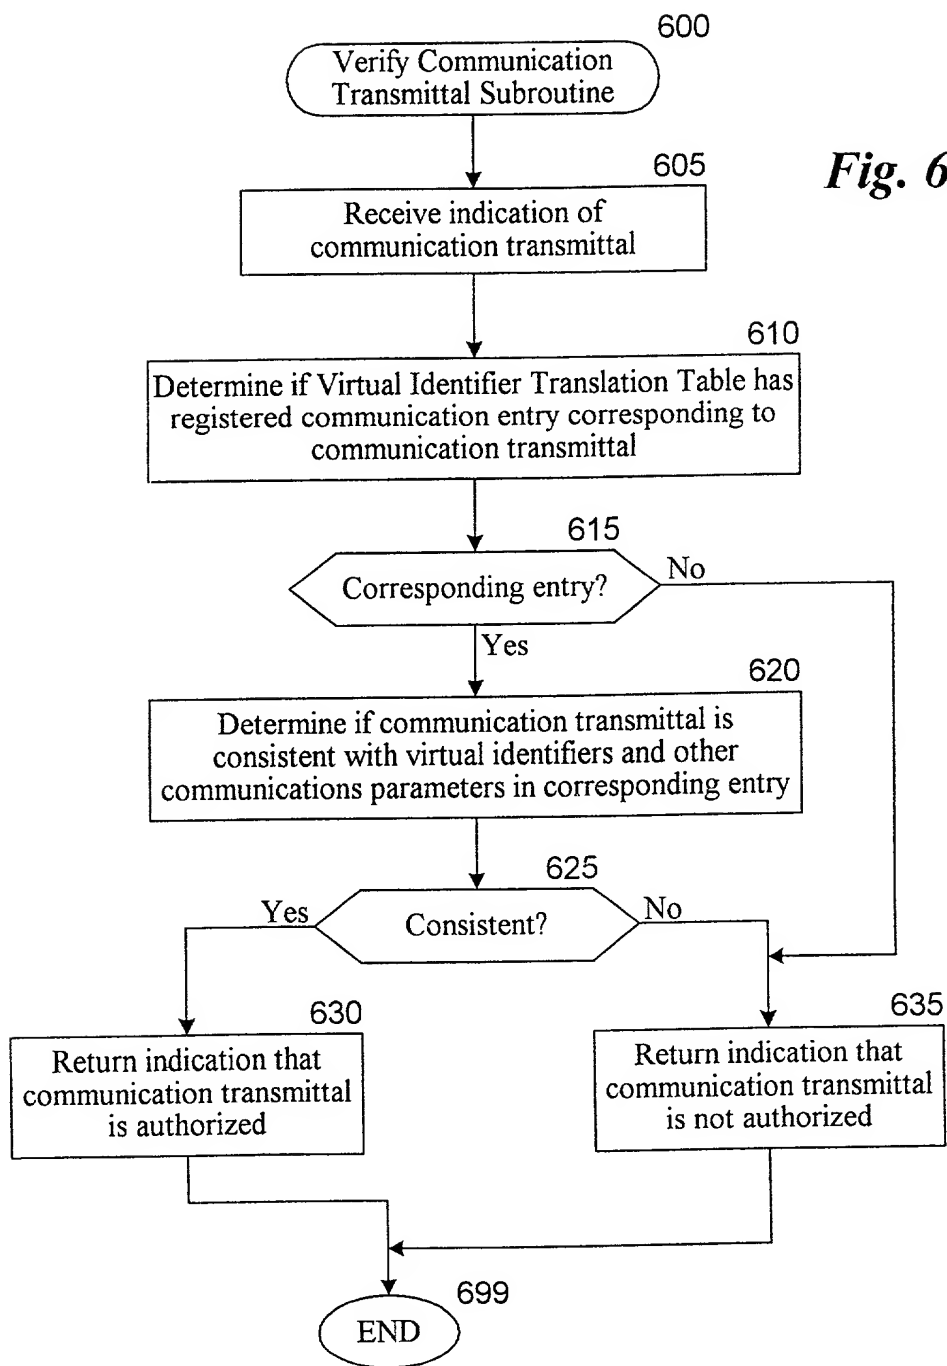 600
Verify Communication
Transmittal Subroutine
Fig. 6
605
Receive indication of
communication transmittal
610
Determine if Virtual Identifier Translation Table has
registered communication entry corresponding to
communication transmittal
615
Corresponding entry?
No
Yes
620
Determine if communication transmittal is
consistent with virtual identifiers and other
communications parameters in corresponding entry
625
Yes
Consistent?
No
630
Return indication that
communication transmittal
is authorized
635
Return indication that
communication transmittal
is not authorized
699
END